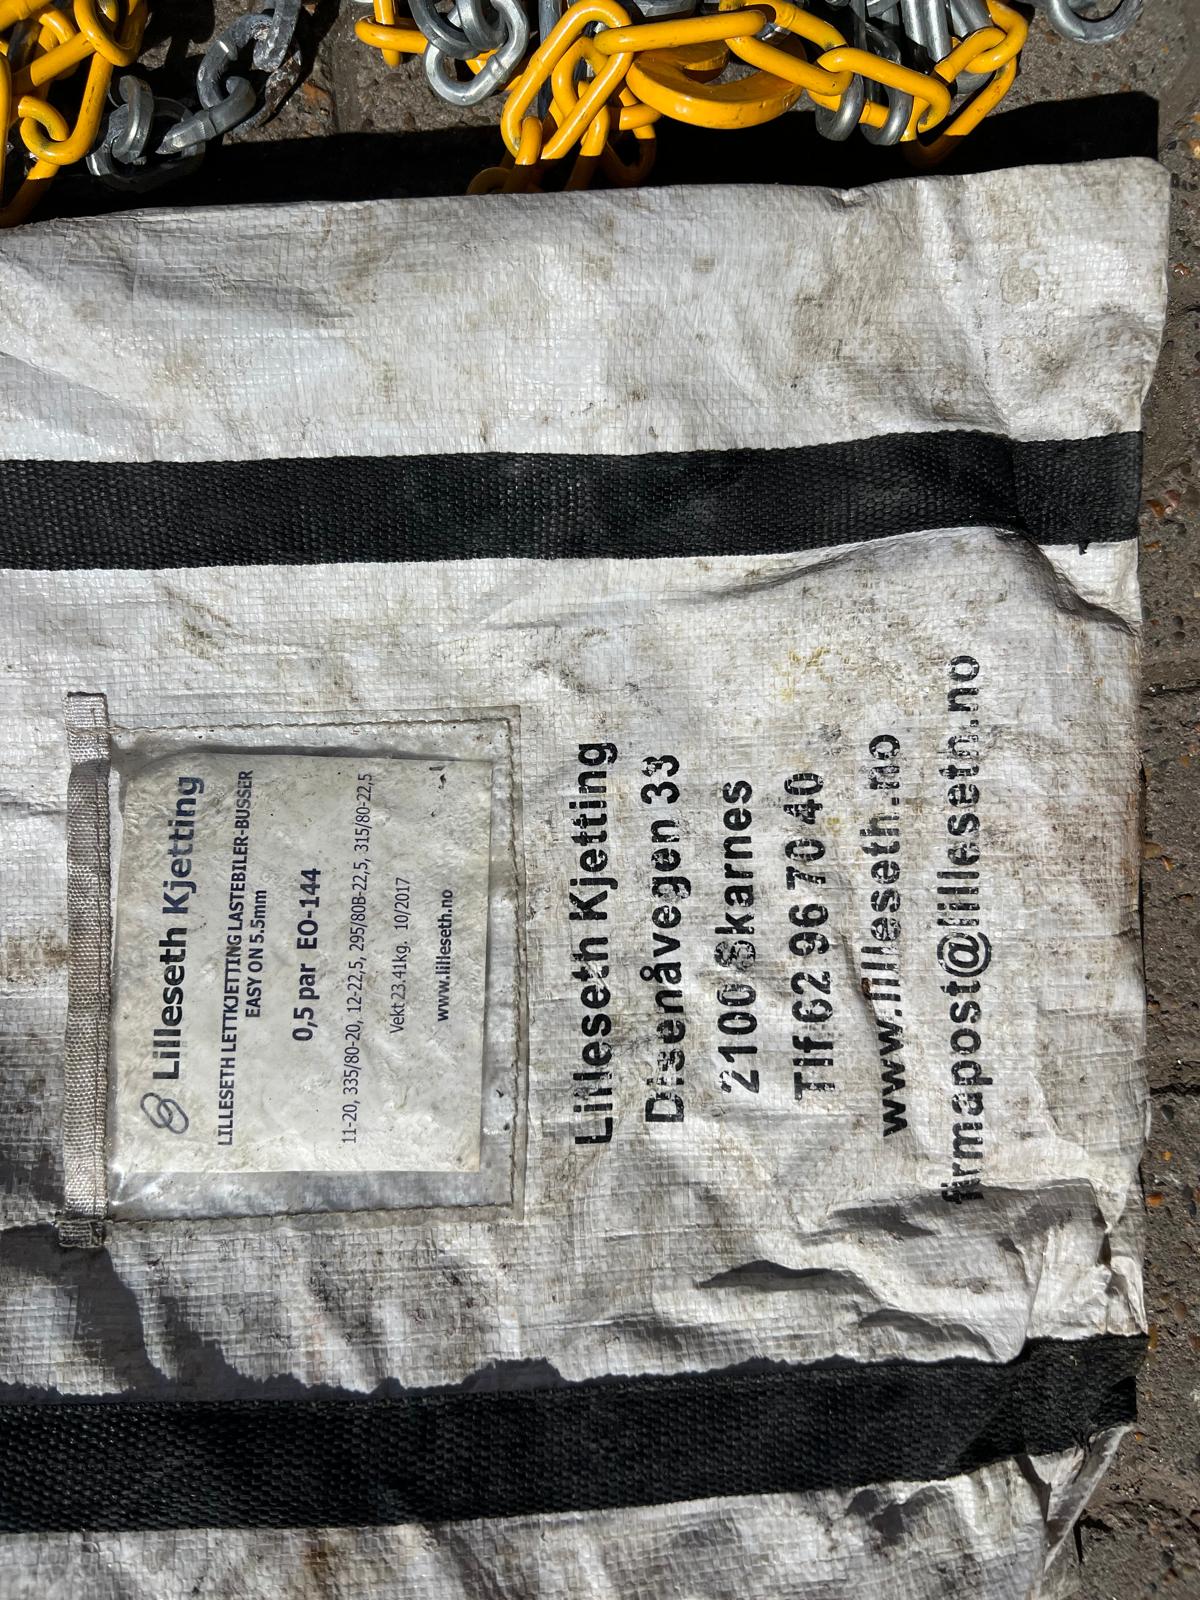 Lilleseth Kjetting
LILLESETH LETTKJETTING LASTEBILER-BUSSER
EASY ON 5.5mm
0,5 par EO-144
11-20, 335/80-20, 12-22,5, 295/80B-22,5, 315/80-22,5
Vekt 23.41kg. 10/2017
www.lilleseth.no
Lilleseth Kjetting
Disenåvegen 33
2100 Skarnes
Tlf 62 96 70 40
www.lilleseth.no
firmapost@lilleseth.no